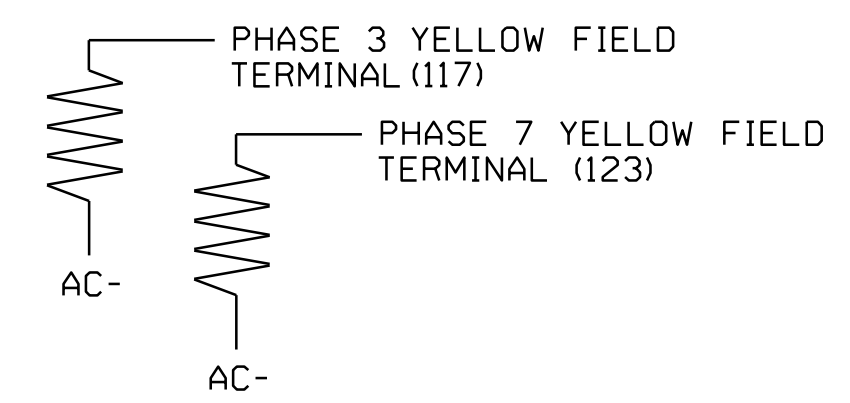 PHASE 3 YELLOW FIELD
TERMINAL (117)
PHASE 7 YELLOW FIELD
TERMINAL (123)
AC-
AC-